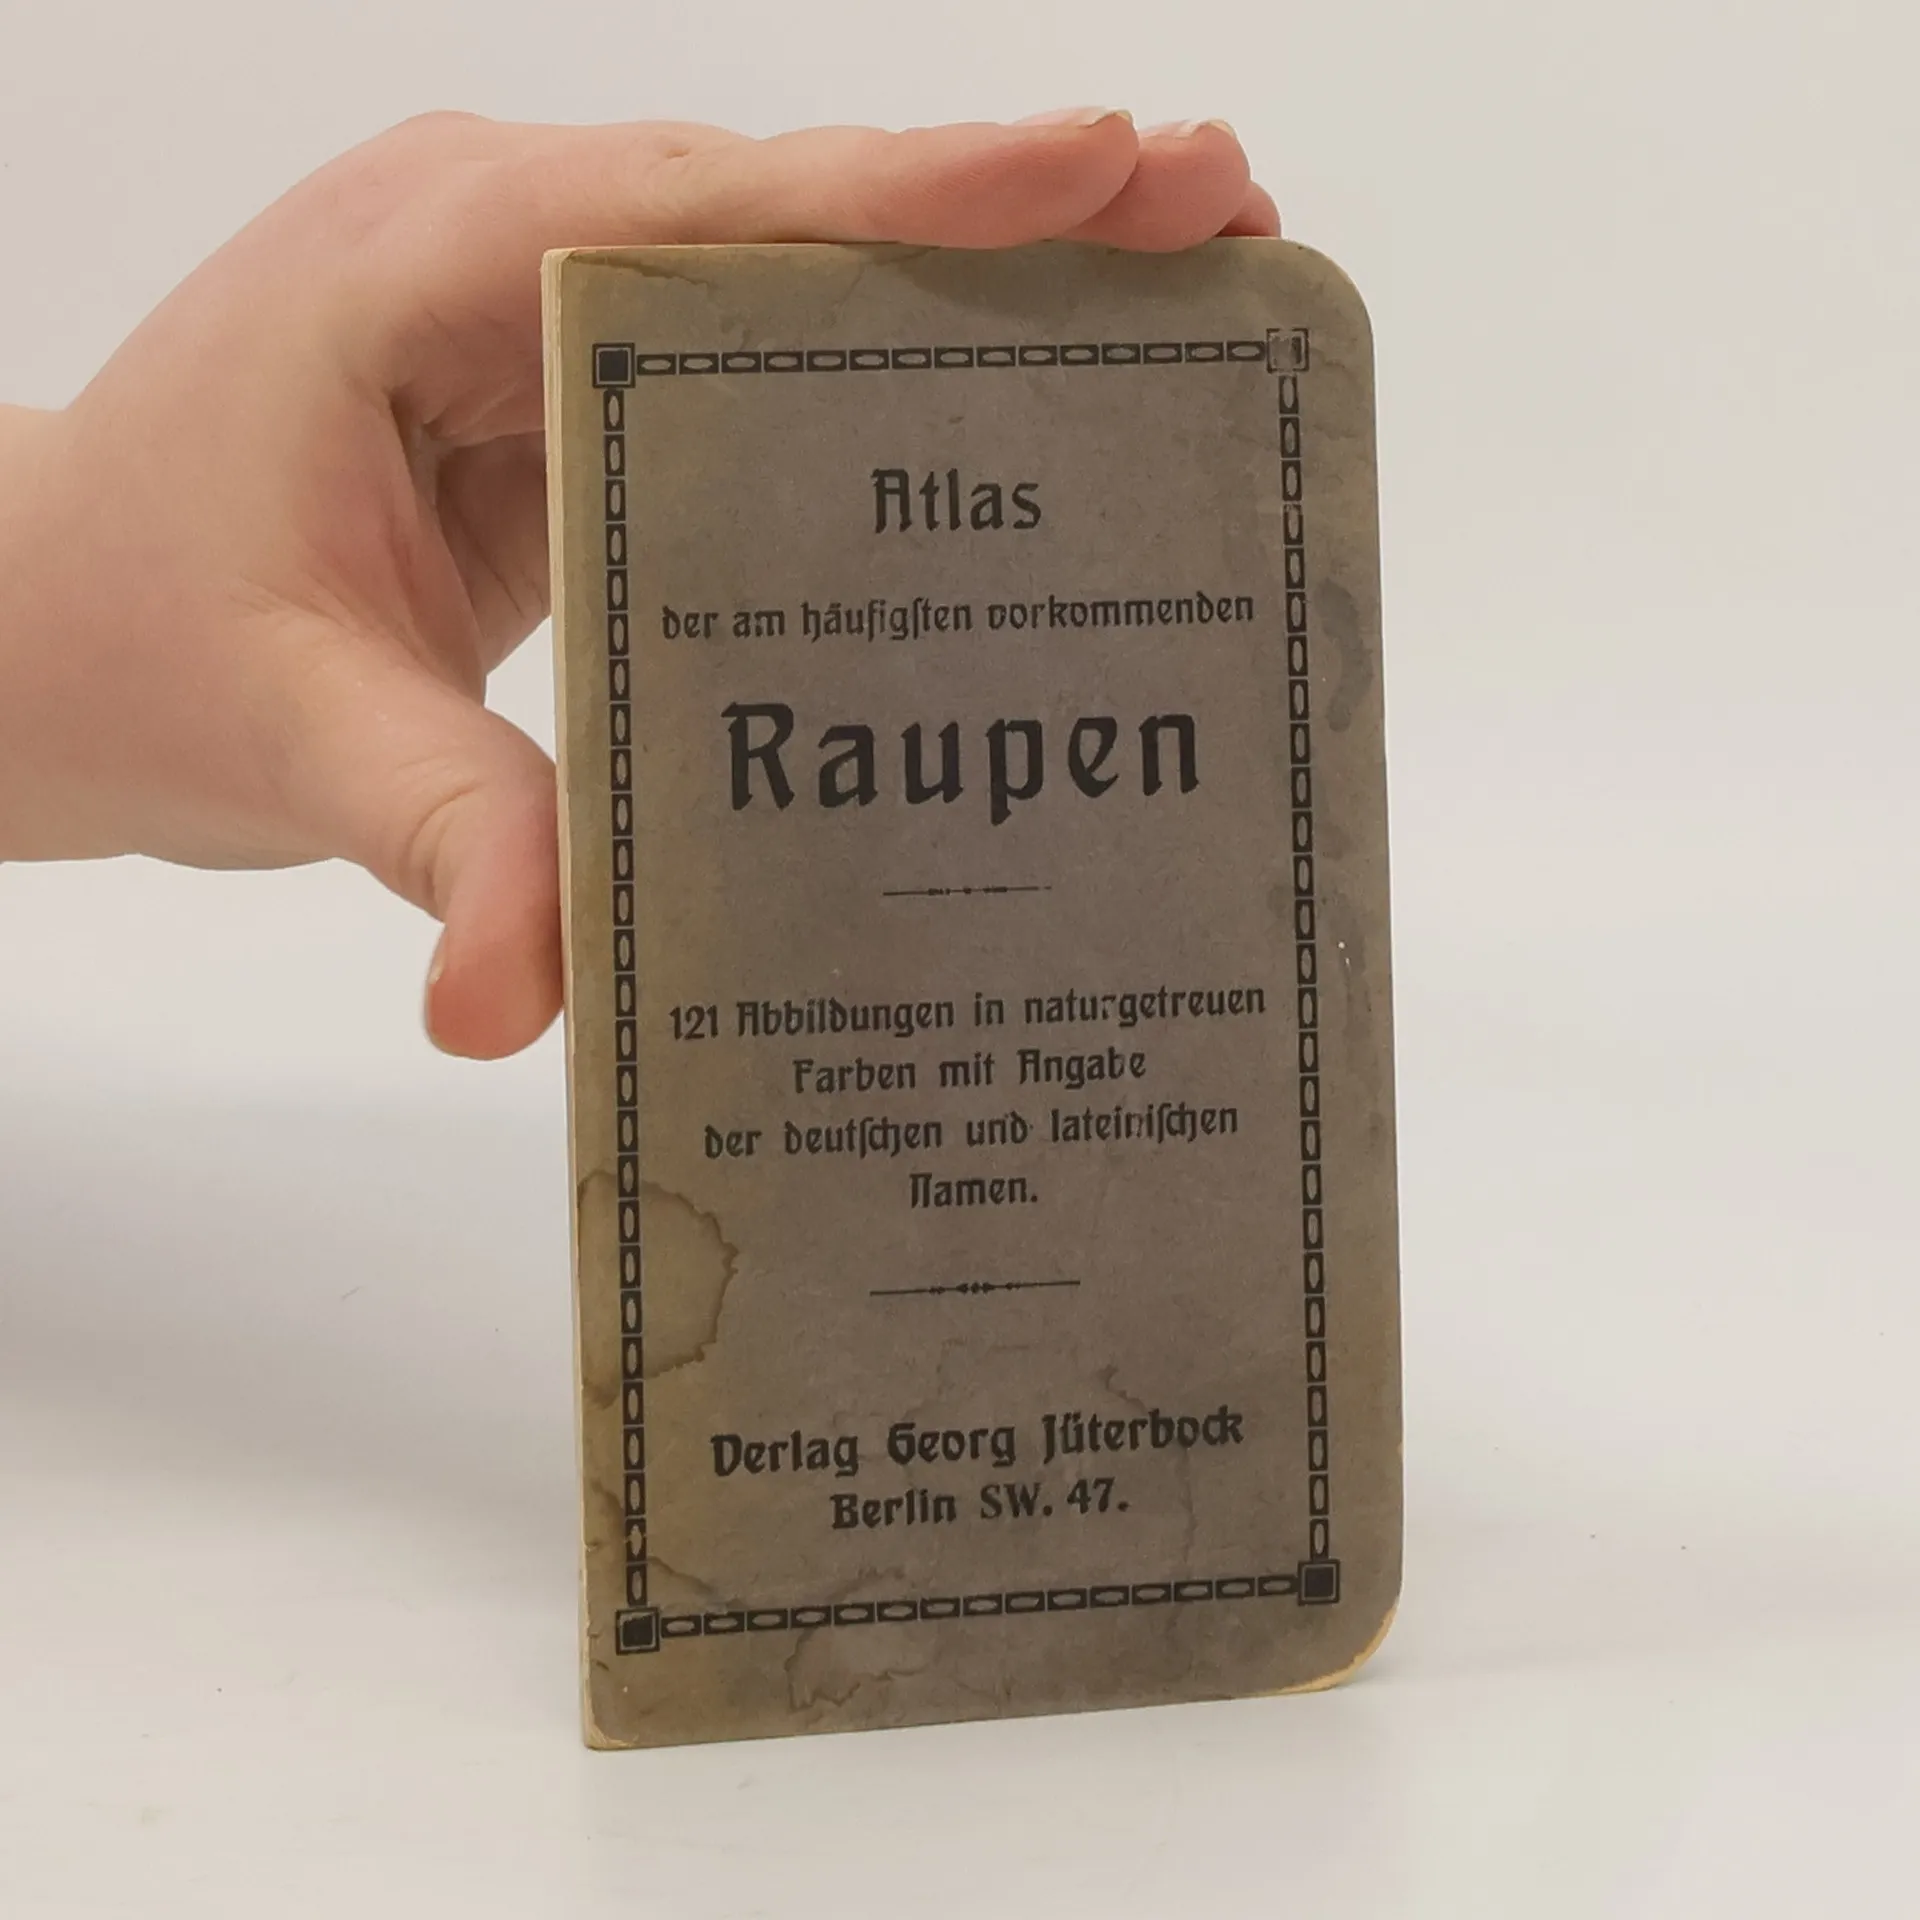 Atlas
der am häufigſten vorkommenden
Raupen
121 Abbildungen in naturgetreuen
Farben mit Angabe
der deutſchen und lateiniſchen
Namen.
Verlag Georg Jüterbock
Berlin SW. 47.